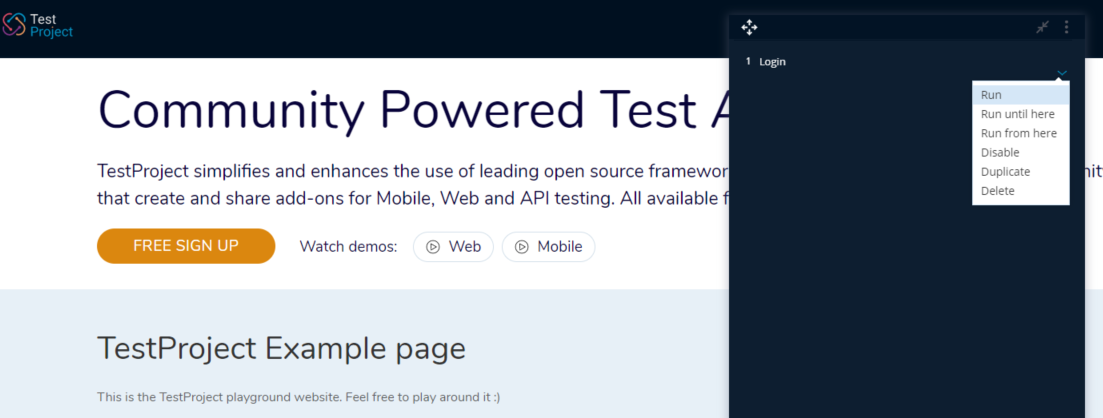 Test
Project
1 Login
Run
Run until here
Run from here
Disable
Duplicate
Delete
Community Powered Test A
TestProject simplifies and enhances the use of leading open source
that create and share add-ons for Mobile, Web and API testing. All available
FREE SIGN UP
Watch demos:
Web
Mobile
TestProject Example page
This is the TestProject playground website. Feel free to play around it :)